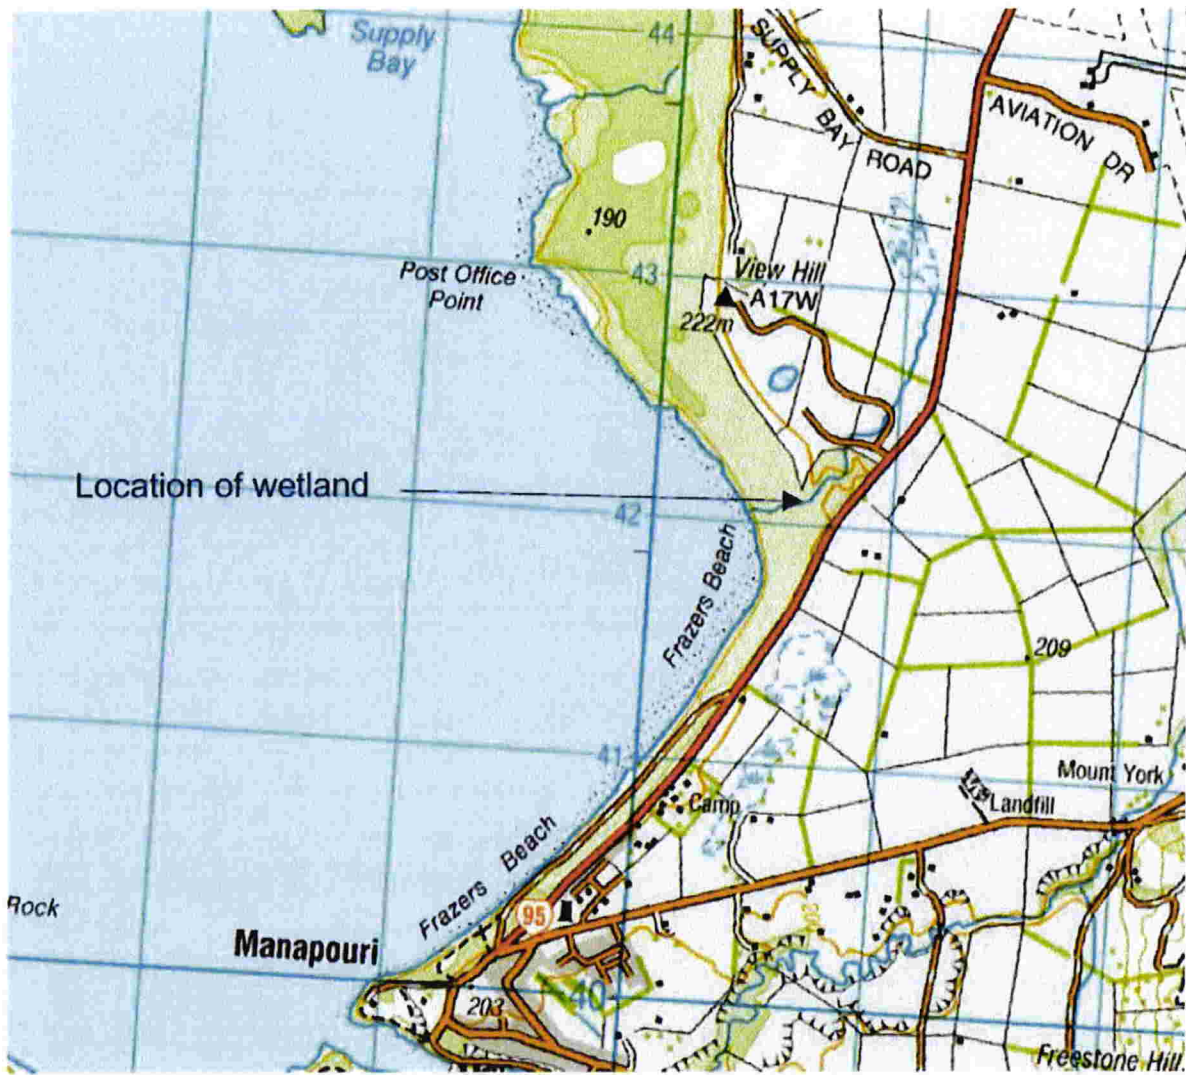 Supply
Bay
44
SUPPLY BAY ROAD
AVIATION DR
190
Post Office
Point
43
View Hill
A17W
222m
Location of wetland
42
Frazers Beach
209
41
Camp
Mount York
Landfill
Frazers Beach
Rock
95
Manapouri
203
40
Freestone Hill